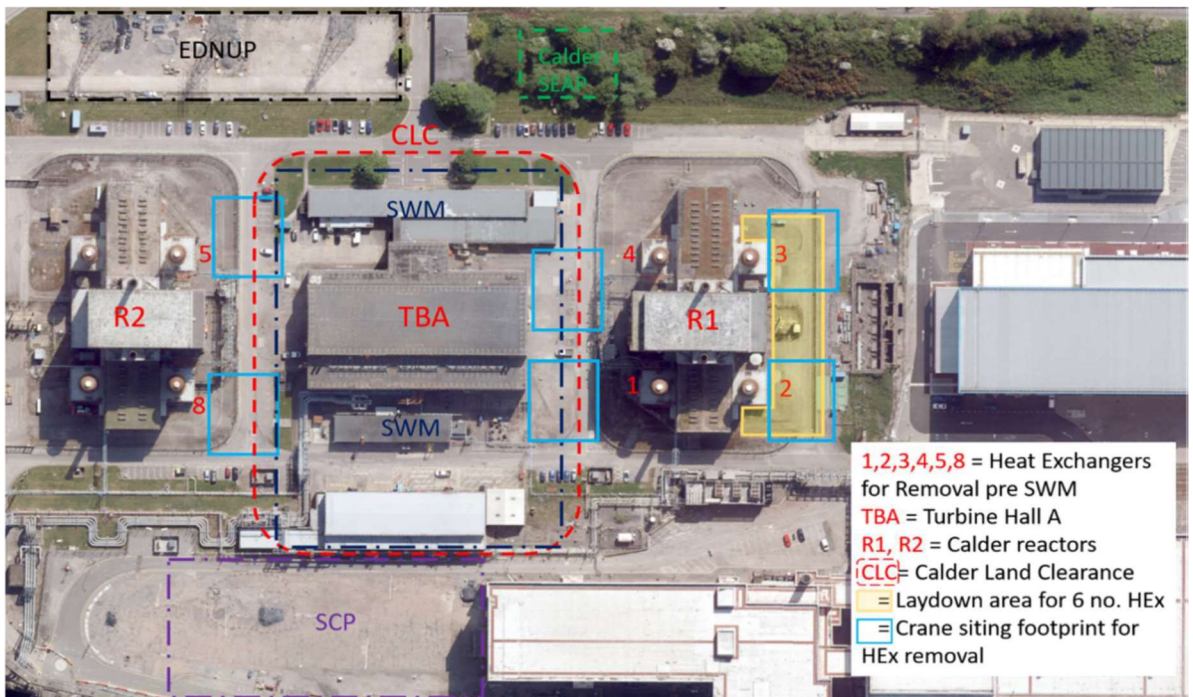 EDNUP
Calder
SEAP
CLC
SWM
5
4
3
R2
TBA
R1
8
1
2
SWM
SCP
1,2,3,4,5,8 = Heat Exchangers
for Removal pre SWM
TBA = Turbine Hall A
R1, R2 = Calder reactors
CLC = Calder Land Clearance
= Laydown area for 6 no. HEx
= Crane siting footprint for
HEx removal